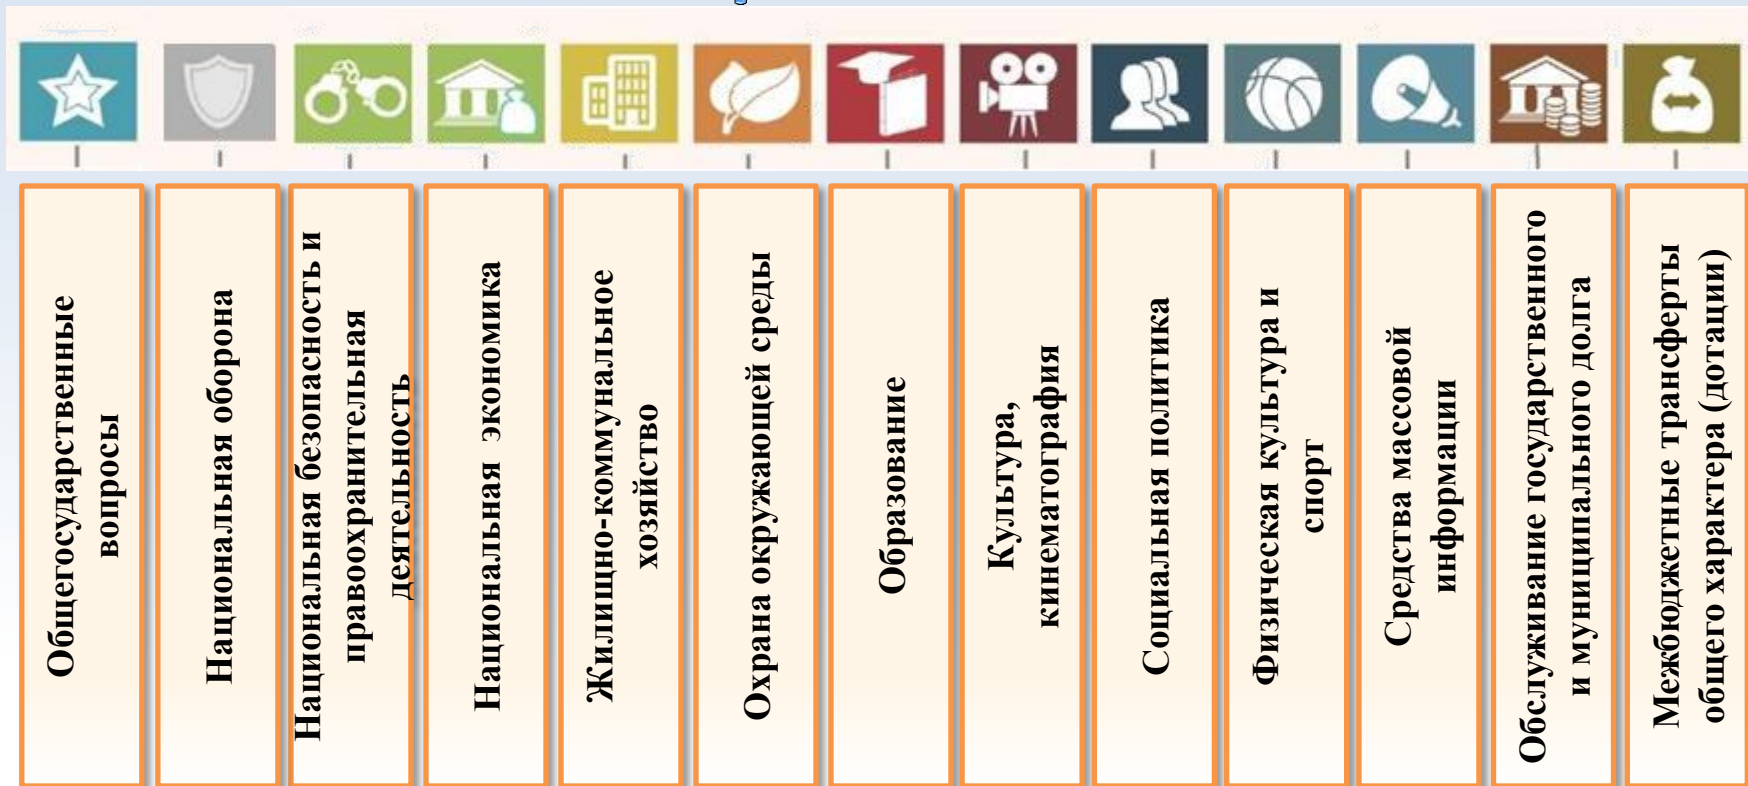 Общегосударственные
вопросы
Национальная оборона
Национальная безопасность и
правоохранительная
деятельность
Национальная экономика
Жилищно-коммунальное
хозяйство
Охрана окружающей среды
Образование
Культура,
кинематография
Социальная политика
Физическая культура и
спорт
Средства массовой
информации
Обслуживание государственного
и муниципального долга
Межбюджетные трансферты
общего характера (дотации)